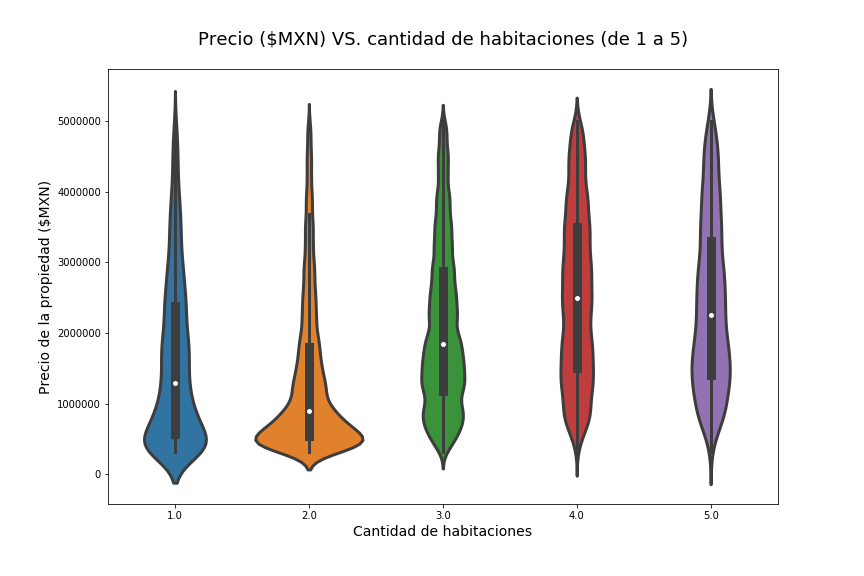 Precio ($MXN) VS. cantidad de habitaciones (de 1 a 5)
Precio de la propiedad ($MXN)
5000000
4000000
3000000
2000000
1000000
0
1.0 2.0 3.0 4.0 5.0
Cantidad de habitaciones